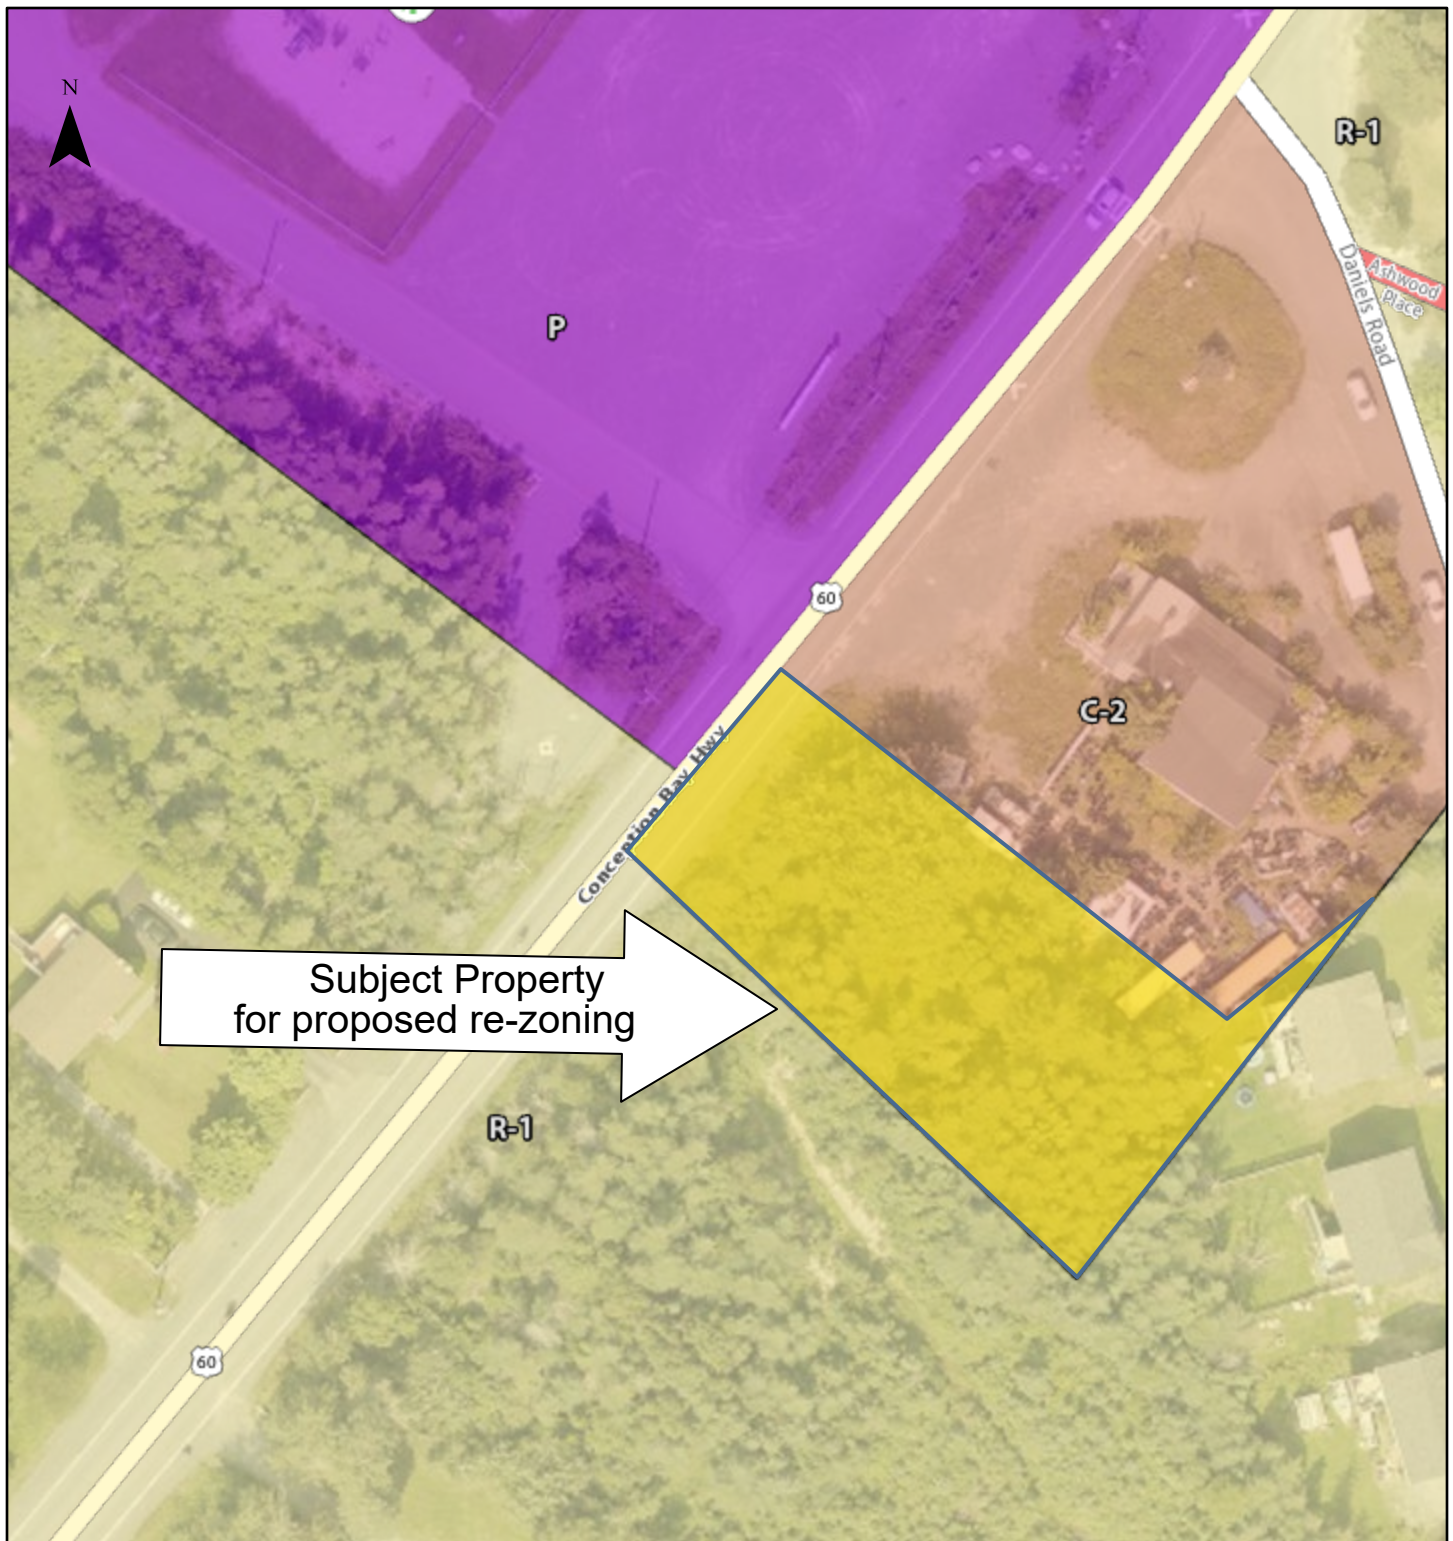 N
R-1
Ashwood
Place
Daniels Road
P
60
C-2
Conception Bay Hwy
Subject Property
for proposed re-zoning
R-1
60